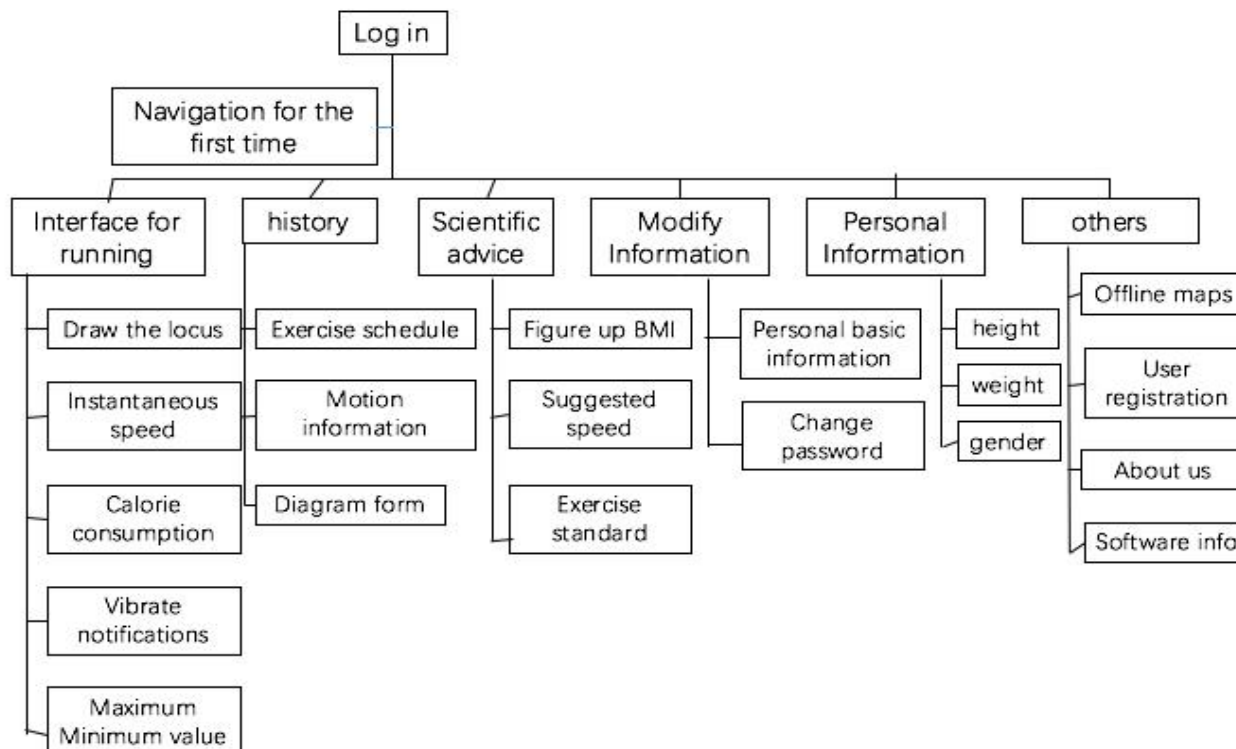 Log in
Navigation for the
first time
Interface for
running
history
Scientific
advice
Modify
Information
Personal
Information
others
Draw the locus
Instantaneous
speed
Calorie
consumption
Vibrate
notifications
Maximum
Minimum value
Exercise schedule
Motion
information
Diagram form
Figure up BMI
Suggested
speed
Exercise
standard
Personal basic
information
Change
password
height
weight
gender
Offline maps
User
registration
About us
Software info